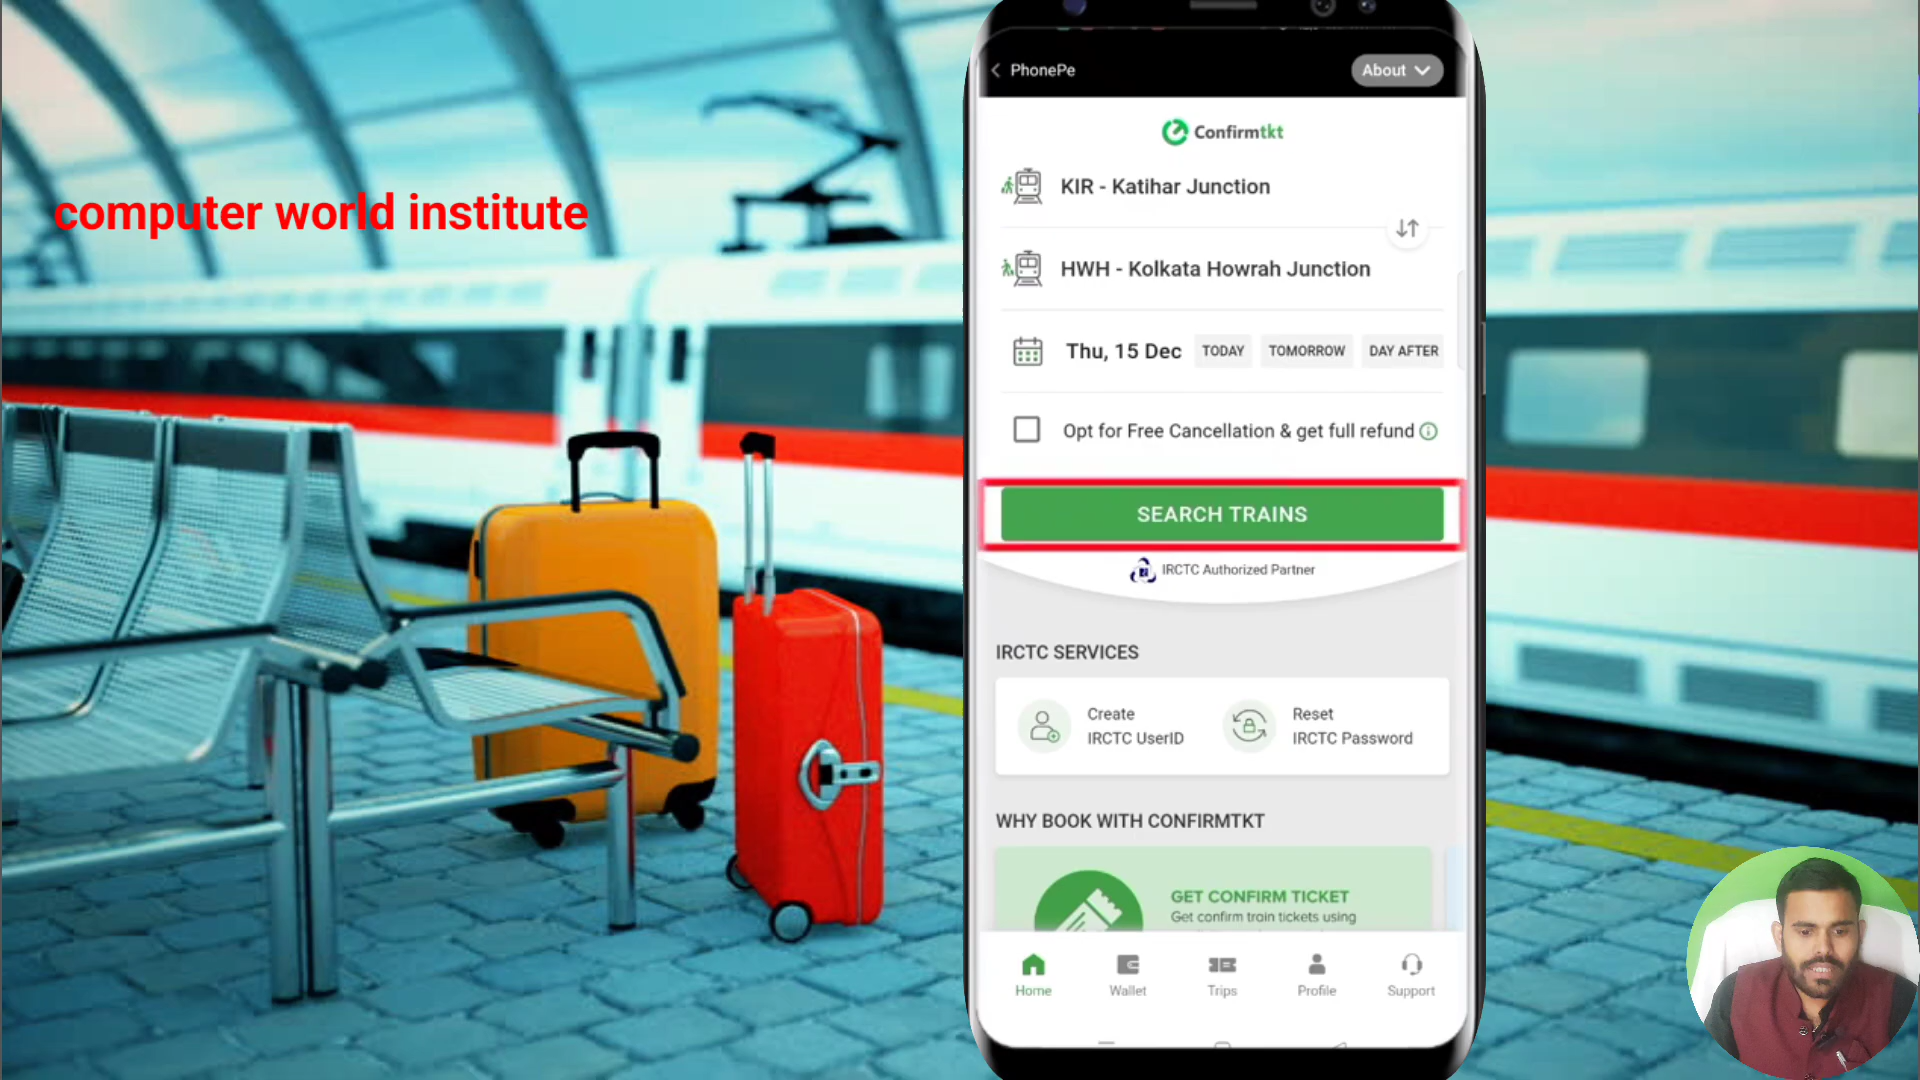 computer world institute
PhonePe
About
Confirmtkt
KIR - Katihar Junction
HWH - Kolkata Howrah Junction
Thu, 15 Dec
TODAY
TOMORROW
DAY AFTER
Opt for Free Cancellation & get full refund
SEARCH TRAINS
IRCTC Authorized Partner
IRCTC SERVICES
Create
IRCTC UserID
Reset
IRCTC Password
WHY BOOK WITH CONFIRMTKT
GET CONFIRM TICKET
Get confirm train tickets using
Home
Wallet
Trips
Profile
Support